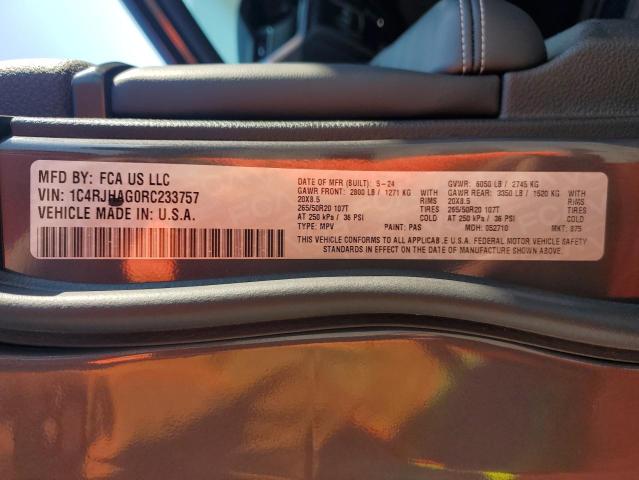 MFD BY: FCA US LLC
VIN: 1C4RJHAG0RC233757
VEHICLE MADE IN U.S.A.
DATE OF MFR (BUILT): 5-24 GVWR: 6050 LB / 2745 KG
GAWR FRONT: 2800 LB / 1271 KG WITH GAWR REAR: 3350 LB / 1520 KG WITH
20X8.5 RIMS 20X8.5 RIMS
265/50R20 107T TIRES 265/50R20 107T TIRES
AT 250 kPa / 36 PSI AT 250 kPa / 36 PSI
TYPE: MPV PAINT: PAS MDH: 052710 MKT: 875
THIS VEHICLE CONFORMS TO ALL APPLICABLE U.S.A. FEDERAL MOTOR VEHICLE SAFETY
STANDARDS IN EFFECT ON THE DATE OF MANUFACTURE SHOWN ABOVE.